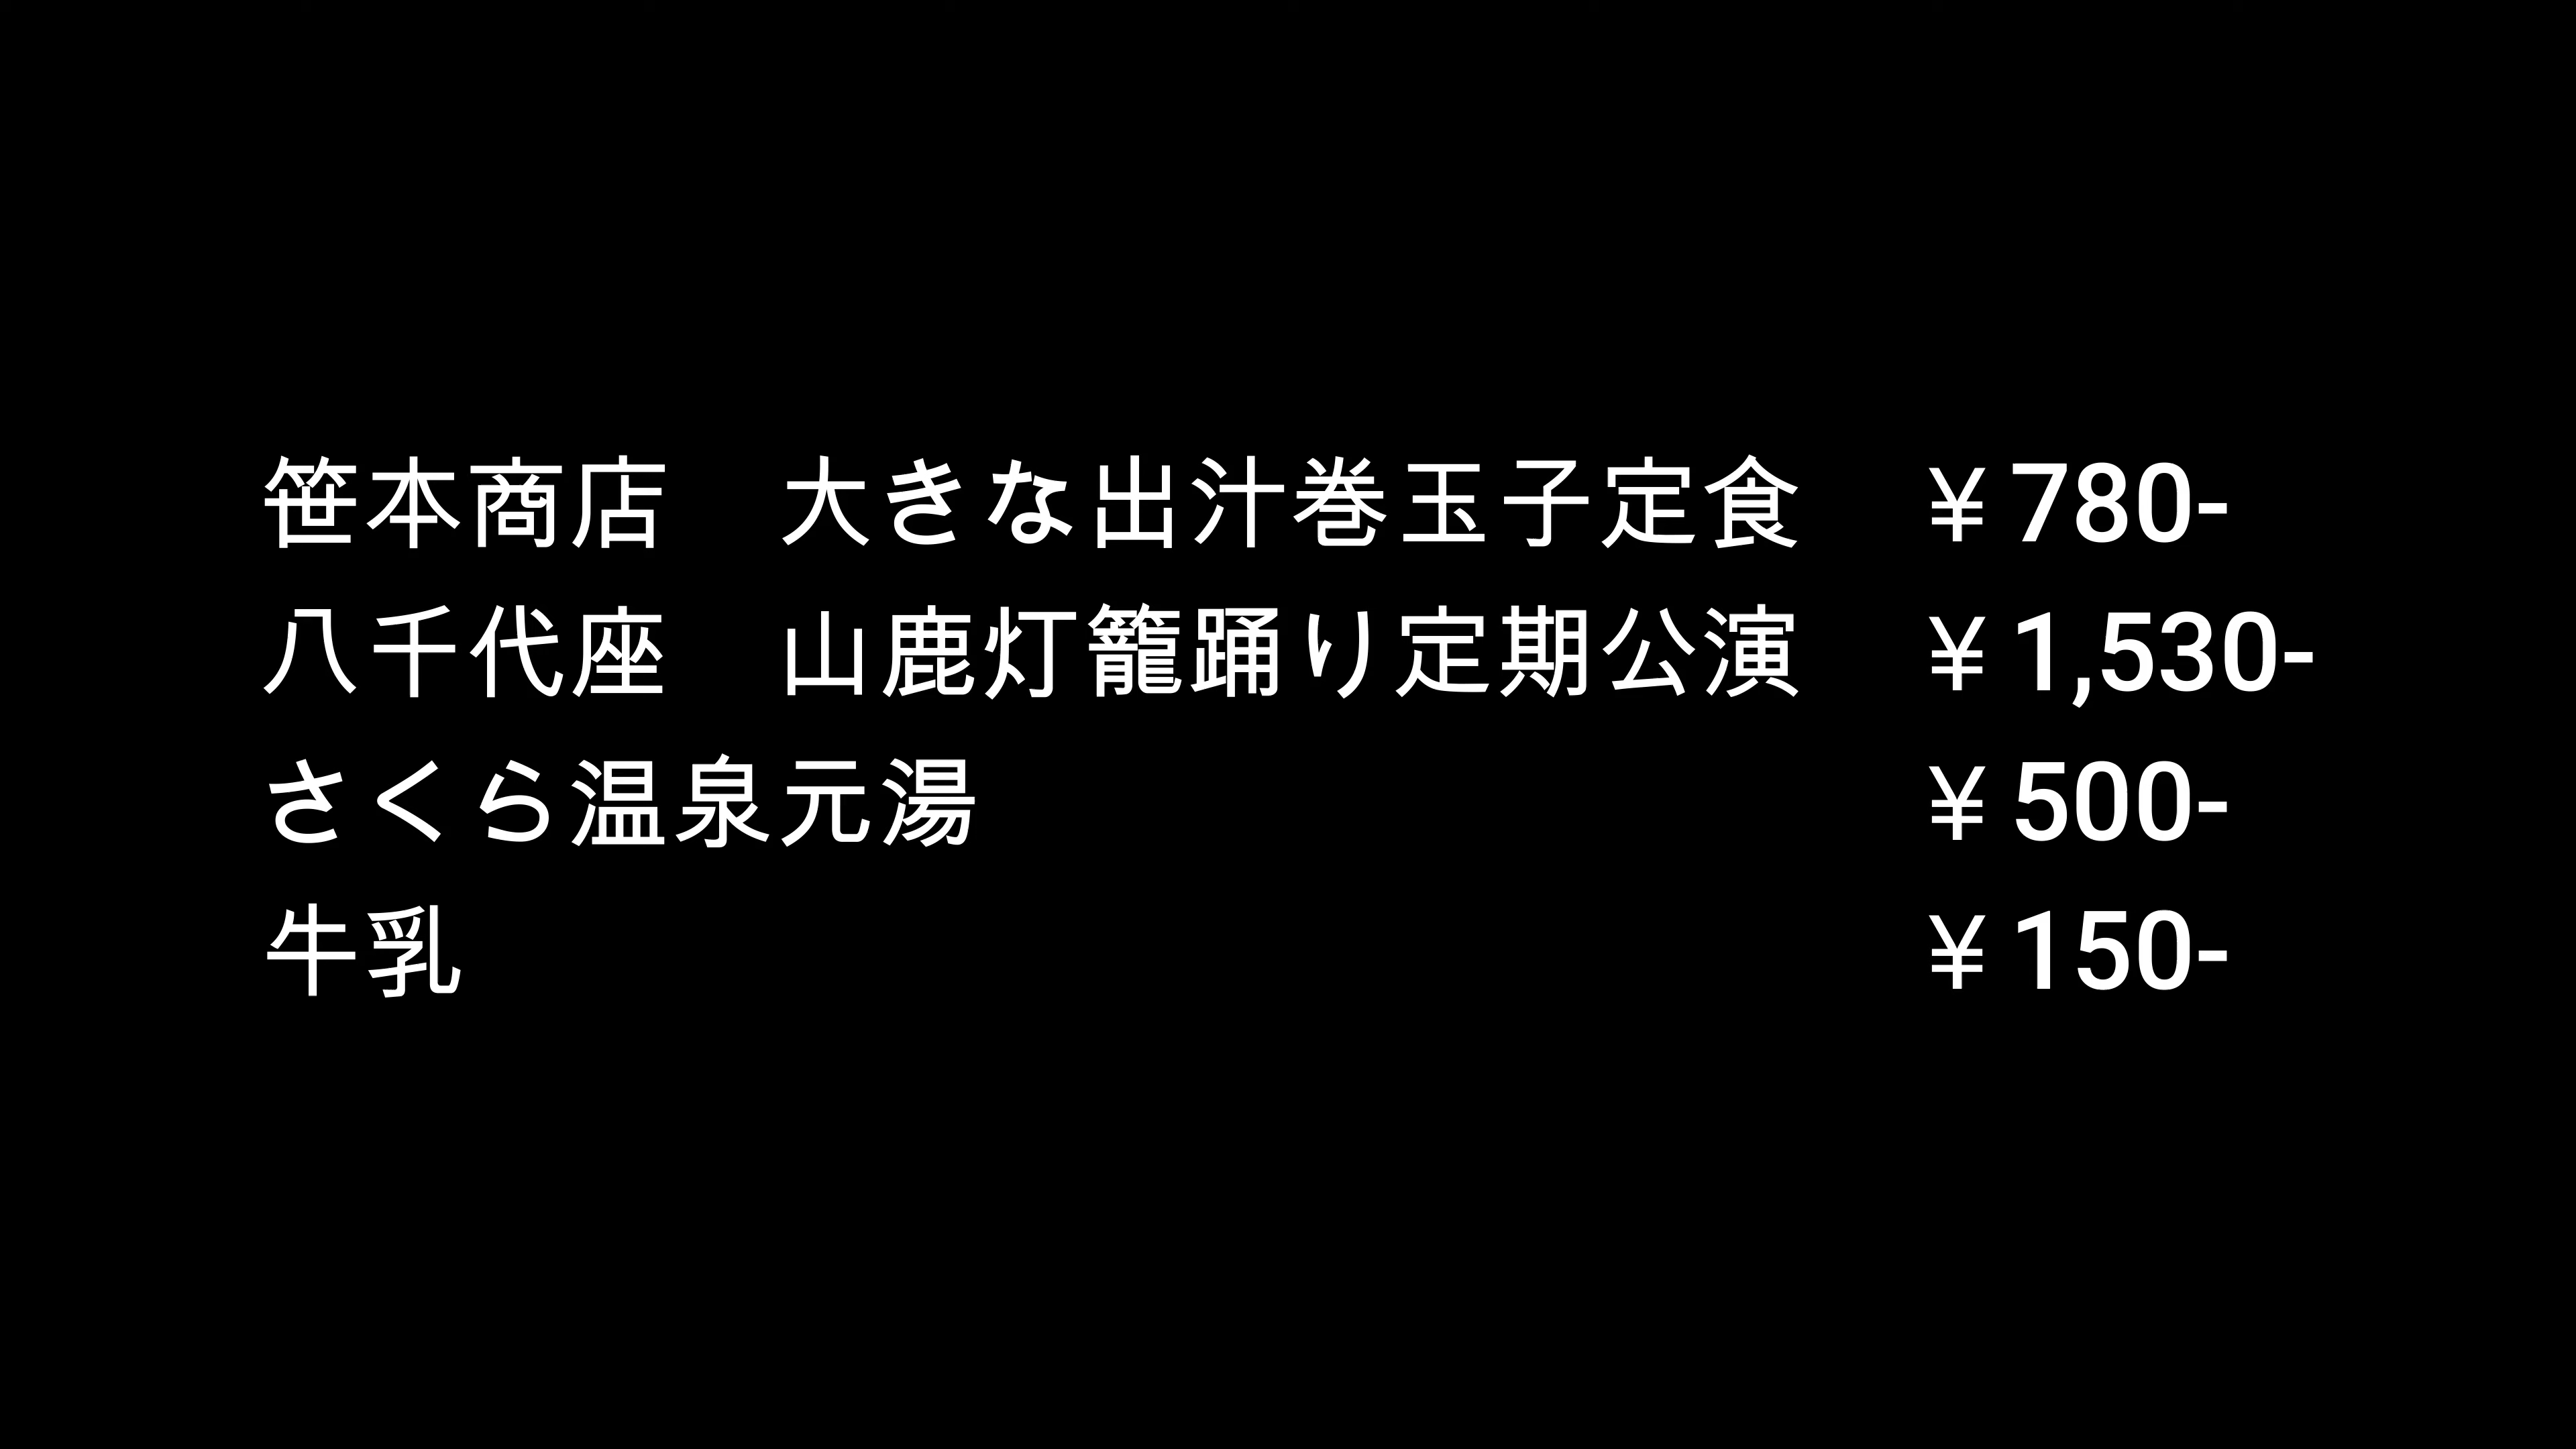 笹本商店　大きな出汁巻玉子定食　￥780-
八千代座　山鹿灯籠踊り定期公演　￥1,530-
さくら温泉元湯　￥500-
牛乳　￥150-